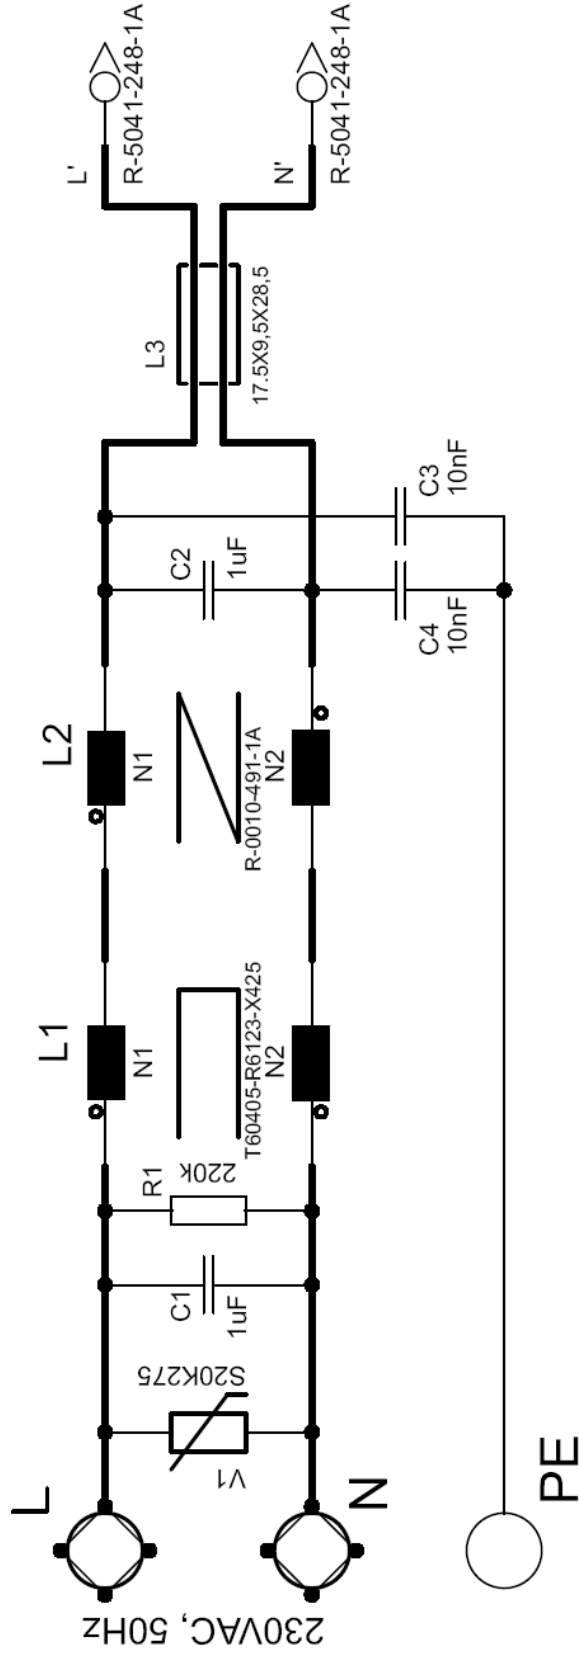 230VAC, 50Hz
L
N
PE
V1
S20K275
C1
1uF
R1
220k
L1
N1
T60405-R6123-X425
N2
L2
N1
R-0010-491-1A
N2
C2
1uF
C4
10nF
C3
10nF
L3
17.5X9,5X28,5
L'
R-5041-248-1A
N'
R-5041-248-1A